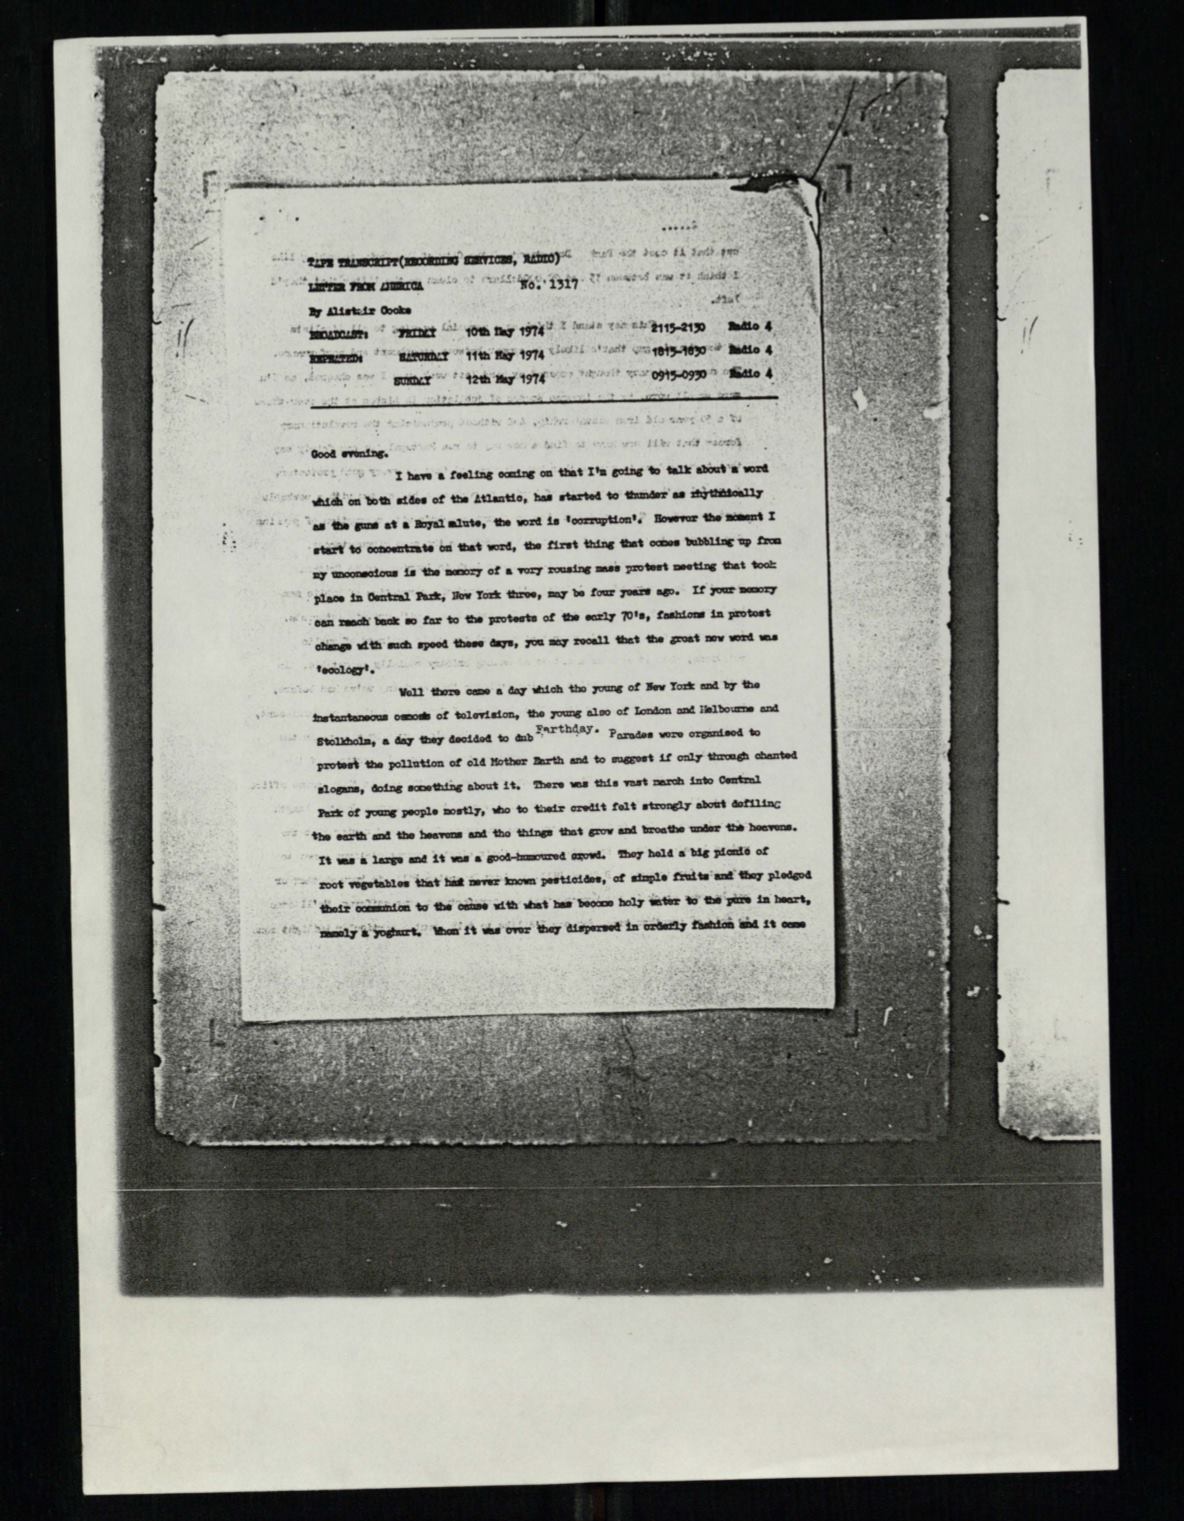 TAPE TRANSCRIPT(RECORDING SERVICES, RADIO)
LETTER FROM AMERICA No. 1317
By Alistair Cooke
BROADCAST: FRIDAY 10th May 1974 2115-2130 Radio 4
REPEATED: SATURDAY 11th May 1974 1815-1830 Radio 4
SUNDAY 12th May 1974 0915-0930 Radio 4
Good evening.
I have a feeling coming on that I'm going to talk about a word
which on both sides of the Atlantic, has started to thunder as rhythmically
as the guns at a Royal salute, the word is 'corruption'. However the moment I
start to concentrate on that word, the first thing that comes bubbling up from
my unconscious is the memory of a very rousing mass protest meeting that took
place in Central Park, New York three, may be four years ago. If your memory
can reach back so far to the protests of the early 70's, fashions in protest
change with such speed these days, you may recall that the great new word was
'ecology'.
Well there came a day which the young of New York and by the
instantaneous osmosis of television, the young also of London and Melbourne and
Stolkholm, a day they decided to dub Earthday. Parades were organised to
protest the pollution of old Mother Earth and to suggest if only through chanted
slogans, doing something about it. There was this vast march into Central
Park of young people mostly, who to their credit felt strongly about defiling
the earth and the heavens and the things that grow and breathe under the heavens.
It was a large and it was a good-humoured crowd. They held a big picnic of
root vegetables that had never known pesticides, of simple fruits and they pledged
their communion to the cause with what has become holy water to the pure in heart,
namely a yoghurt. When it was over they dispersed in orderly fashion and it came